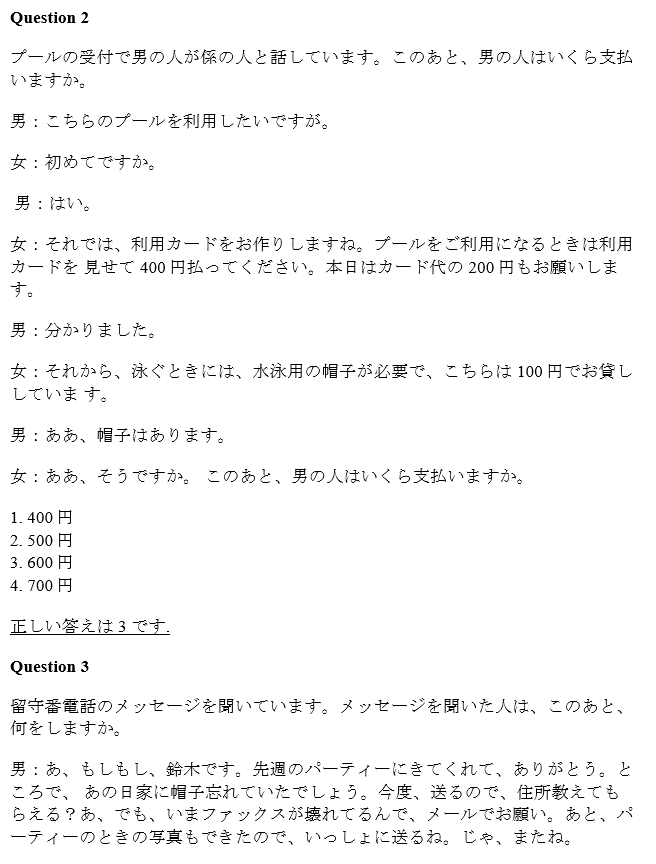 Question 2
プールの受付で男の人が係の人と話しています。このあと、男の人はいくら支払
いますか。
男：こちらのプールを利用したいですが。
女：初めてですか。
男：はい。
女：それでは、利用カードをお作りしますね。プールをご利用になるときは利用
カードを 見せて 400 円払ってください。本日はカード代の 200 円もお願いしま
す。
男：分かりました。
女：それから、泳ぐときには、水泳用の帽子が必要で、こちらは 100 円でお貸し
していま す。
男：ああ、帽子はあります。
女：ああ、そうですか。 このあと、男の人はいくら支払いますか。
1. 400 円
2. 500 円
3. 600 円
4. 700 円
正しい答えは 3 です.
Question 3
留守番電話のメッセージを聞いています。メッセージを聞いた人は、このあと、
何をしますか。
男：あ、もしもし、鈴木です。先週のパーティーにきてくれて、ありがとう。と
ころで、 あの日家に帽子忘れていたでしょう。今度、送るので、住所教えても
らえる？あ、でも、いまファックスが壊れてるんで、メールでお願い。あと、パ
ーティーのときの写真もできたので、いっしょに送るね。じゃ、またね。